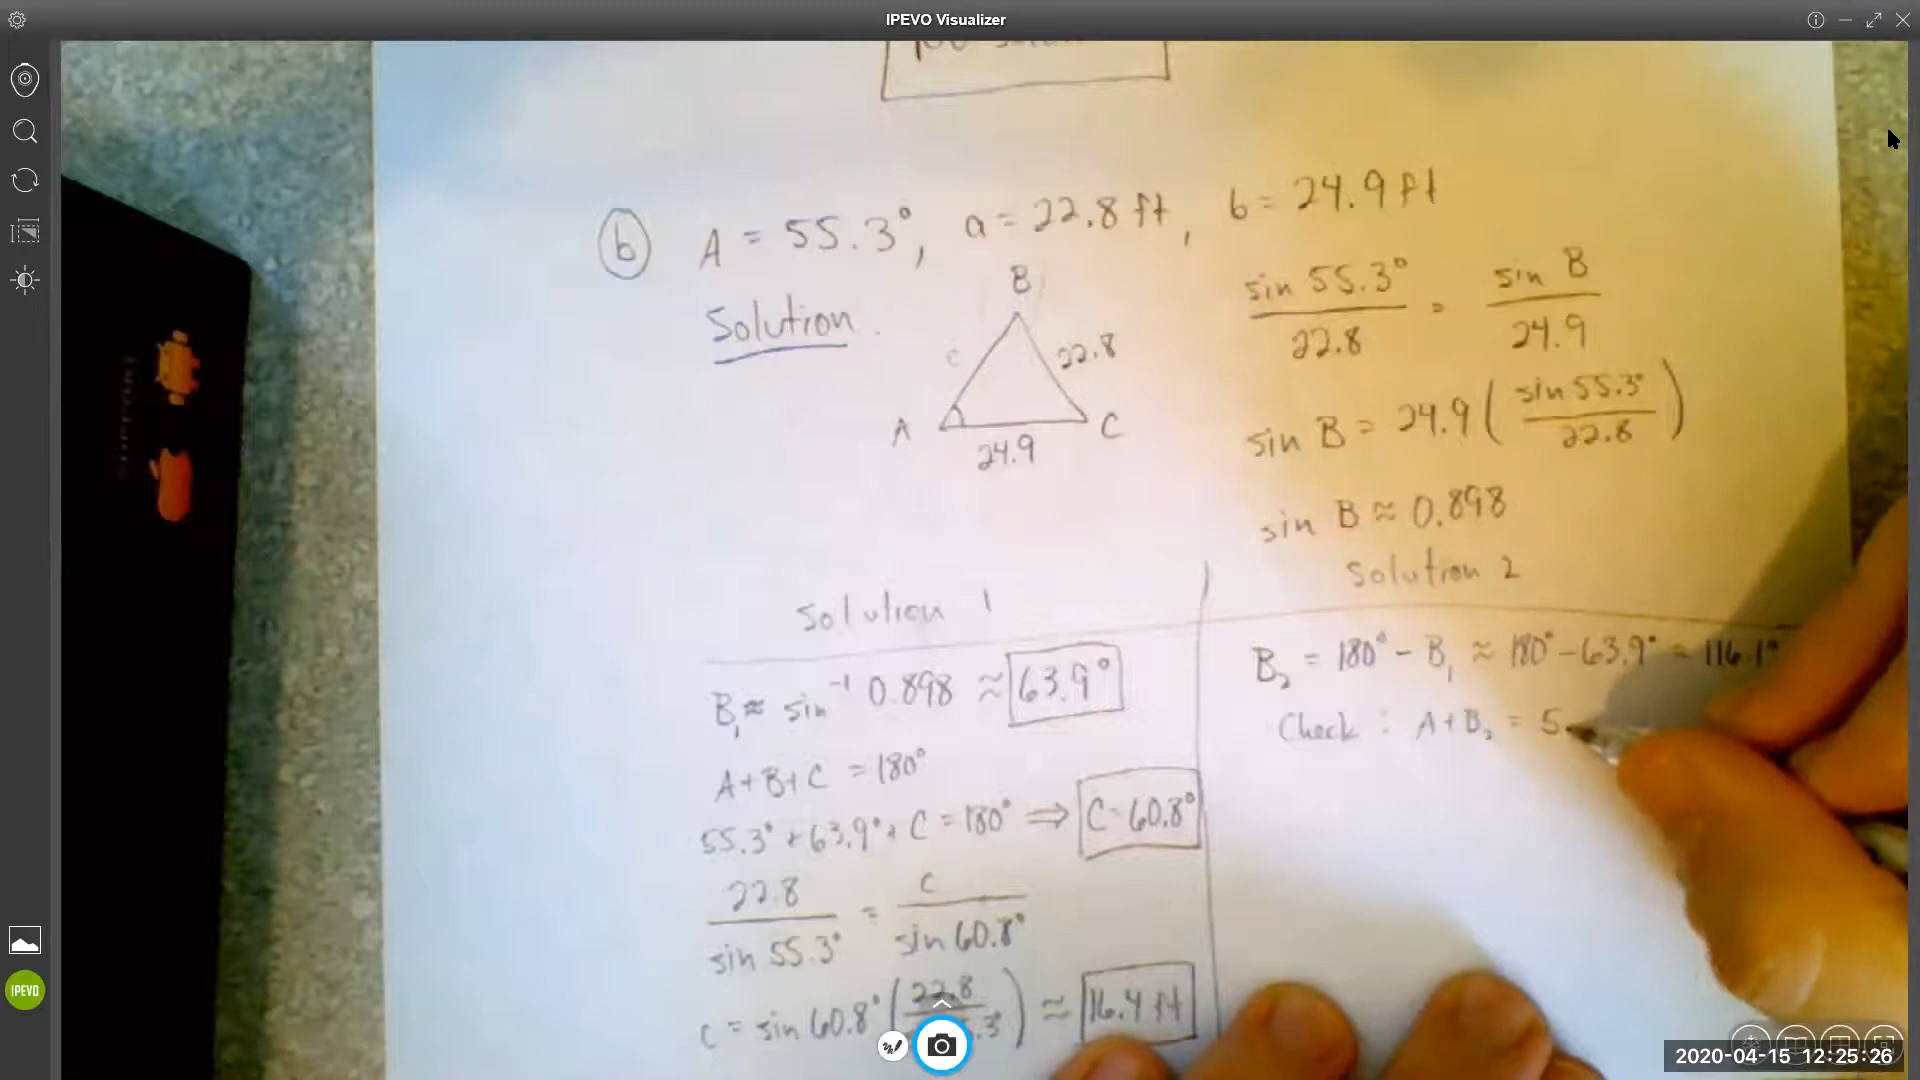 IPEVO Visualizer
b A = 55.3°, a = 22.8 ft, b = 24.9 ft
Solution
B
c 22.8
A C
24.9
sin 55.3° / 22.8 = sin B / 24.9
sin B = 24.9 ( sin 55.3° / 22.8 )
sin B ≈ 0.898
Solution 1
B₁ ≈ sin⁻¹ 0.898 ≈ 63.9°
A + B + C = 180°
55.3° + 63.9° + C = 180° ⇒ C = 60.8°
22.8 / sin 55.3° = c / sin 60.8°
c = sin 60.8° ( 22.8 / 5.3° ) ≈ 16.4 ft
Solution 2
B₂ = 180° - B₁ ≈ 180° - 63.9° = 116.1°
Check : A + B₂ = 5
IPEVO
2020-04-15 12:25:26